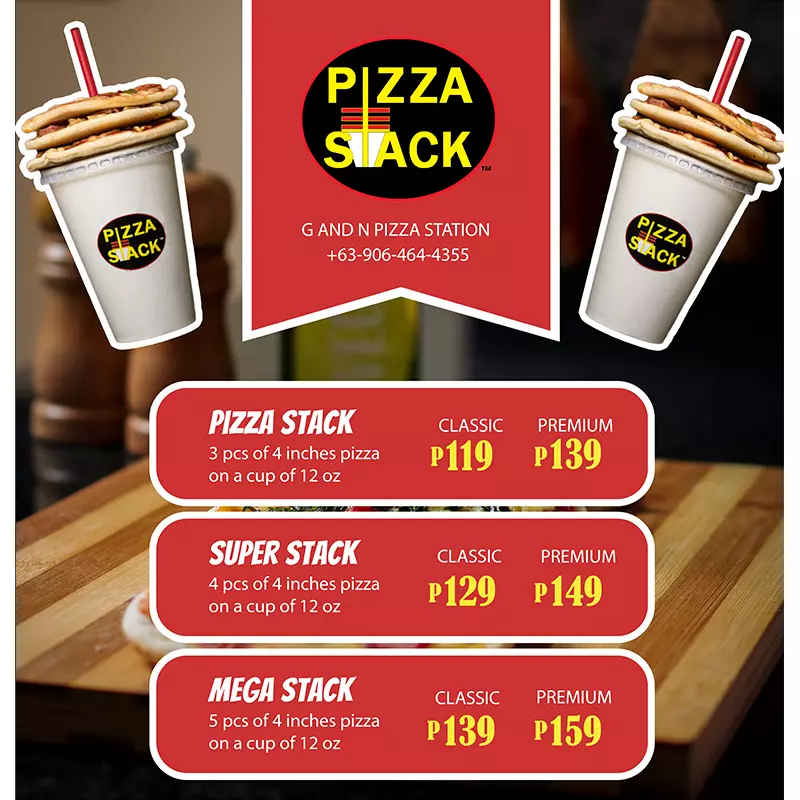 PIZZA
STACK
™
G AND N PIZZA STATION
+63-906-464-4355
PIZZA
STACK
PIZZA
STACK
PIZZA STACK
3 pcs of 4 inches pizza
on a cup of 12 oz
CLASSIC PREMIUM
P119 P139
SUPER STACK
4 pcs of 4 inches pizza
on a cup of 12 oz
CLASSIC PREMIUM
P129 P149
MEGA STACK
5 pcs of 4 inches pizza
on a cup of 12 oz
CLASSIC PREMIUM
P139 P159